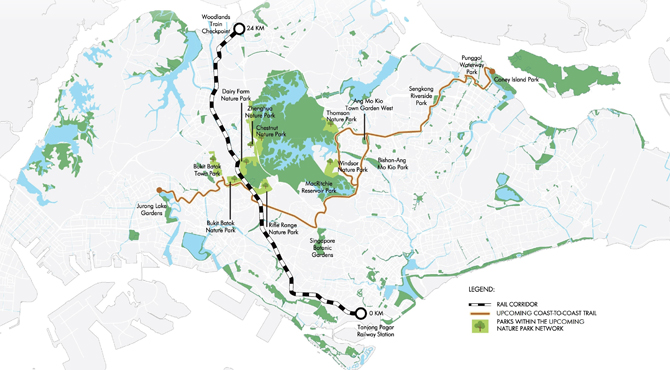 Woodlands
Train
Checkpoint
24 KM
Punggol
Waterway
Park
Coney Island Park
Dairy Farm
Nature Park
Zhenghua
Nature Park
Chestnut
Nature Park
Sengkang
Riverside
Park
Ang Mo Kio
Town Garden West
Thomson
Nature Park
Bukit Batok
Town Park
Windsor
Nature Park
Bishan-Ang
Mo Kio Park
MacRitchie
Reservoir Park
Jurong Lake
Gardens
Bukit Batok
Nature Park
Rifle Range
Nature Park
Singapore
Botanic
Gardens
0 KM
Tanjong Pagar
Railway Station
LEGEND:
RAIL CORRIDOR
UPCOMING COAST-TO-COAST TRAIL
PARKS WITHIN THE UPCOMING
NATURE PARK NETWORK